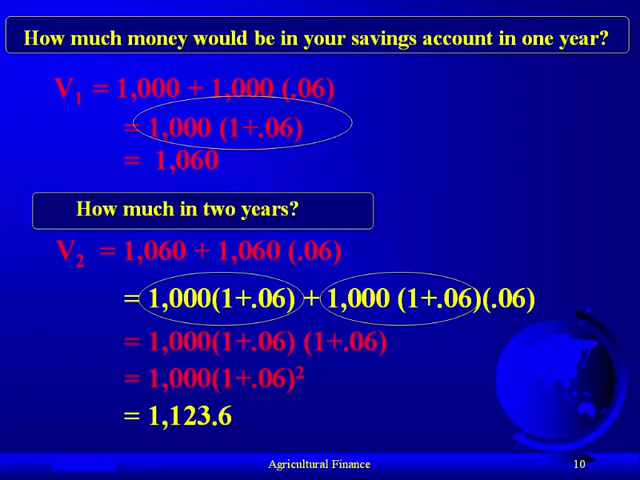 How much money would be in your savings account in one year?
V₁ = 1,000 + 1,000 (.06)
= 1,000 (1+.06)
= 1,060
How much in two years?
V₂ = 1,060 + 1,060 (.06)
= 1,000(1+.06) + 1,000 (1+.06)(.06)
= 1,000(1+.06) (1+.06)
= 1,000(1+.06)²
= 1,123.6
Agricultural Finance 10